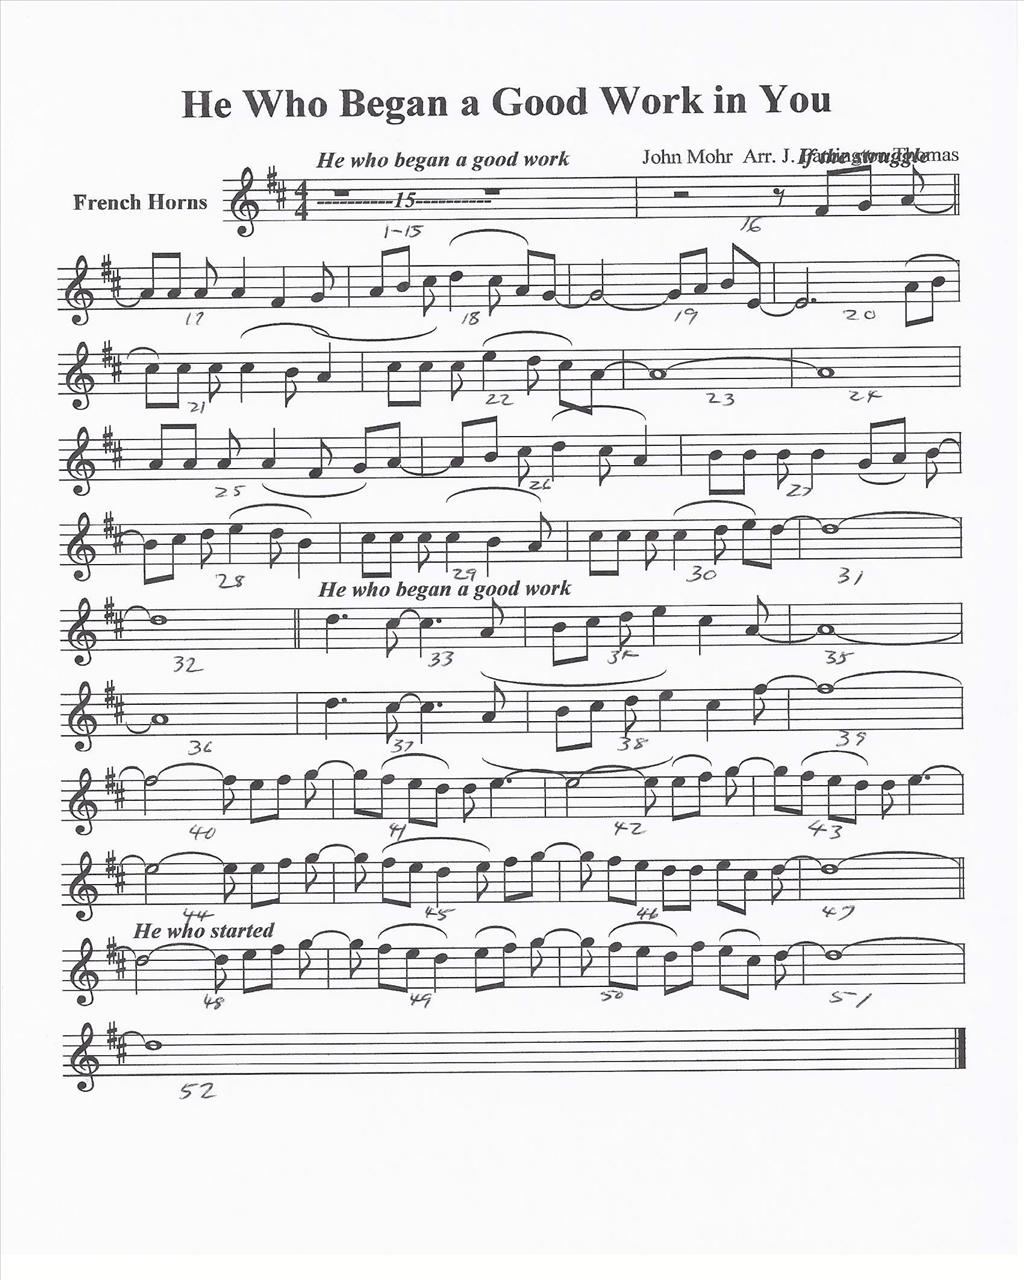 He Who Began a Good Work in You
He who began a good work
John Mohr Arr. J. Parrington Thomas
If the struggle
French Horns
4
4
----------15----------
1-15 16
17 18 19 20
21 22 23 24
25 26 27
28 29 30 31
He who began a good work
32 33 34 35
36 37 38 39
40 41 42 43
44 45 46 47
He who started
48 49 50 51
52